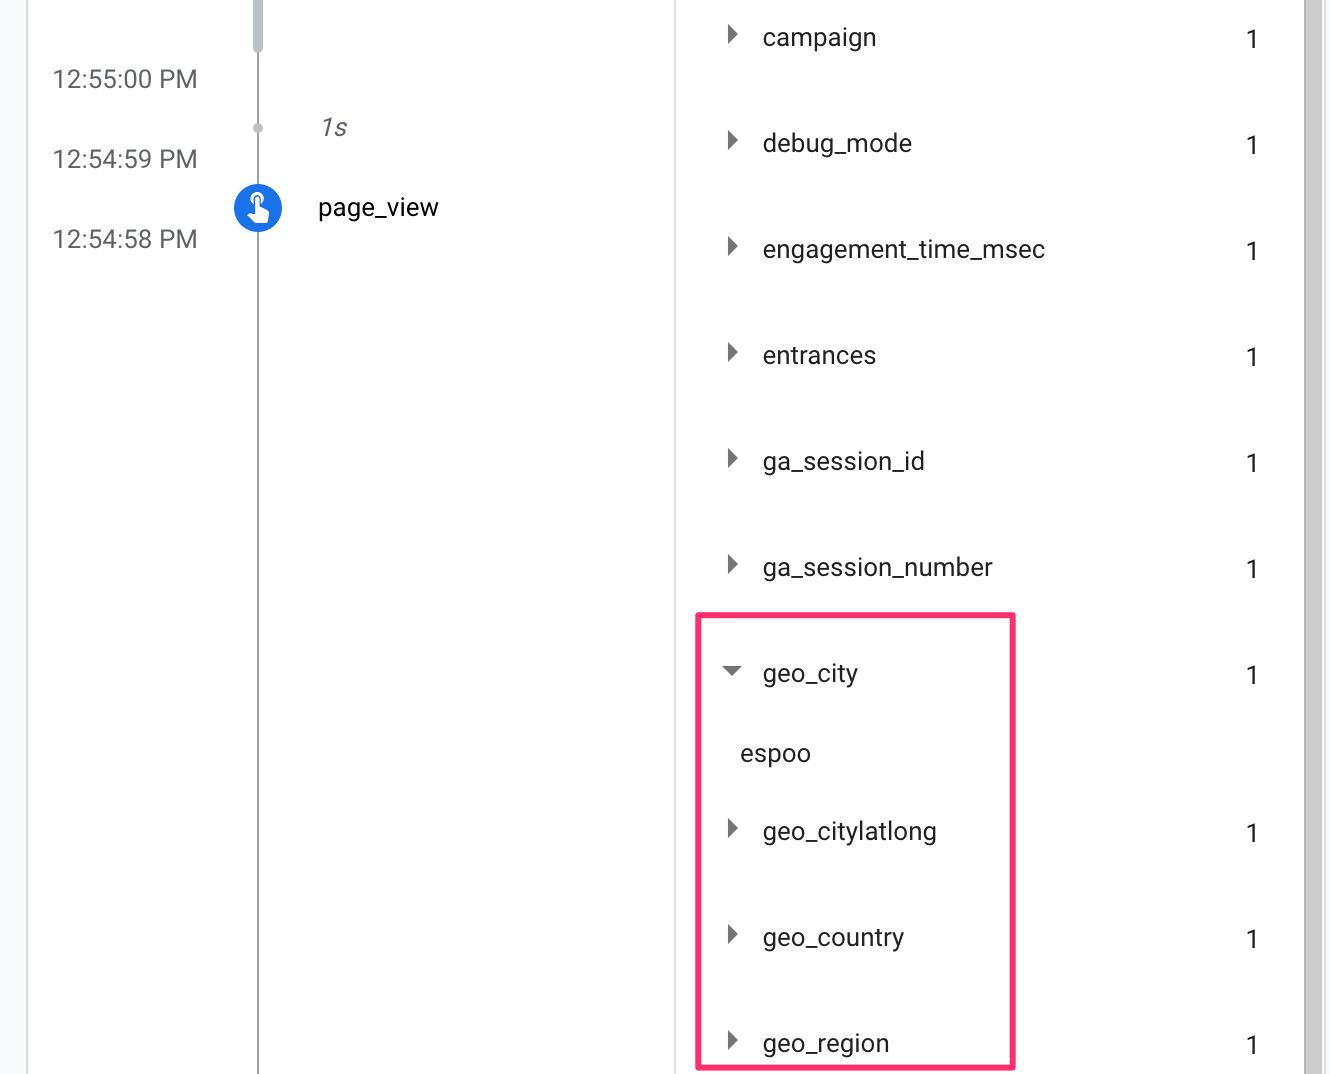 12:55:00 PM
1s
12:54:59 PM
page_view
12:54:58 PM
campaign 1
debug_mode 1
engagement_time_msec 1
entrances 1
ga_session_id 1
ga_session_number 1
geo_city 1
espoo
geo_citylatlong 1
geo_country 1
geo_region 1